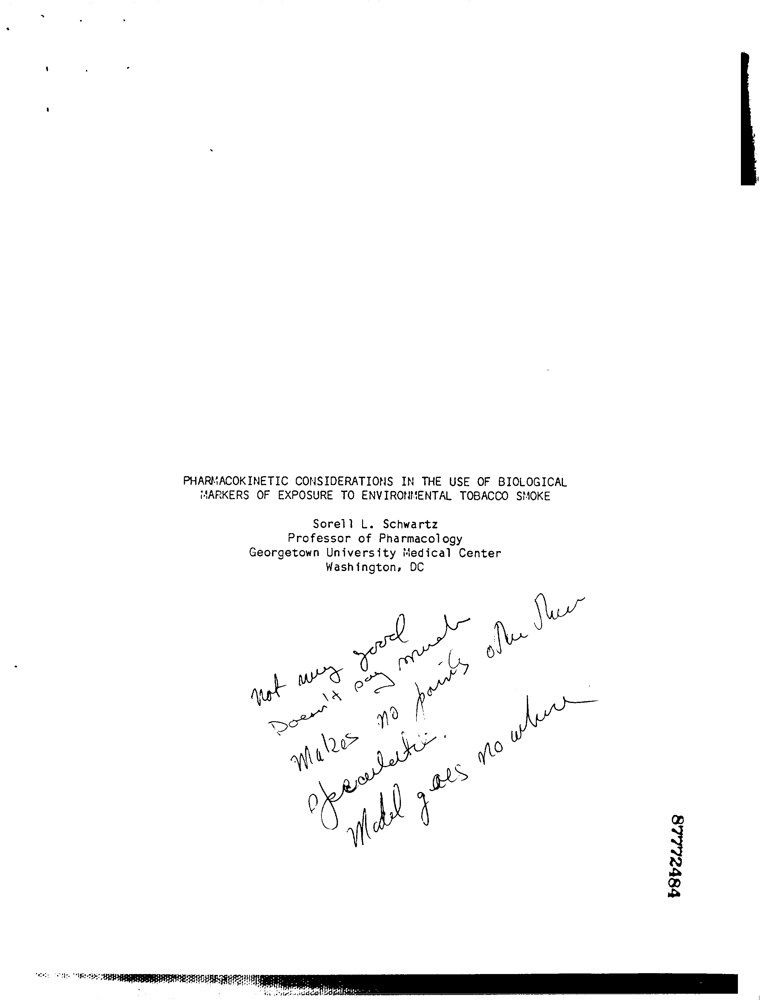 PHARMACOKINETIC CONSIDERATIONS IN THE USE OF BIOLOGICAL
MARKERS OF EXPOSURE TO ENVIRONMENTAL TOBACCO SMOKE
Sorell L. Schwartz
Professor of Pharmacology
Georgetown University Medical Center
Washington, DC
not very good
Doesn't say much
Makes no points other than
speculative.
Model goes nowhere
87772484